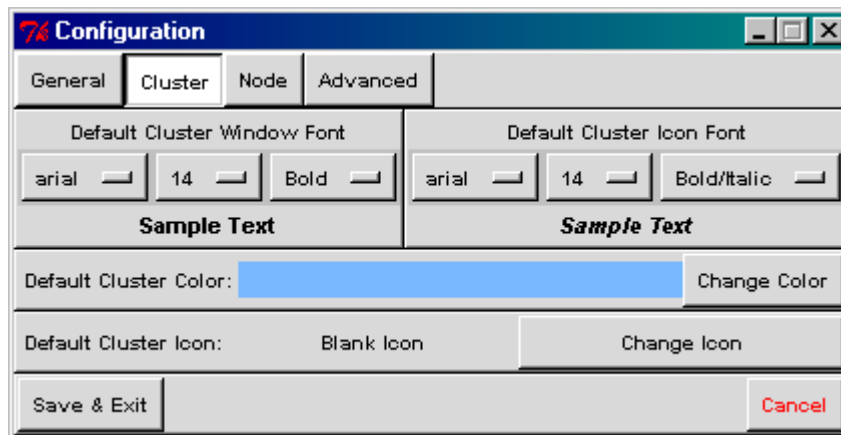 Configuration
General Cluster Node Advanced
Default Cluster Window Font Default Cluster Icon Font
arial 14 Bold arial 14 Bold/Italic
Sample Text Sample Text
Default Cluster Color: Change Color
Default Cluster Icon: Blank Icon Change Icon
Save & Exit Cancel